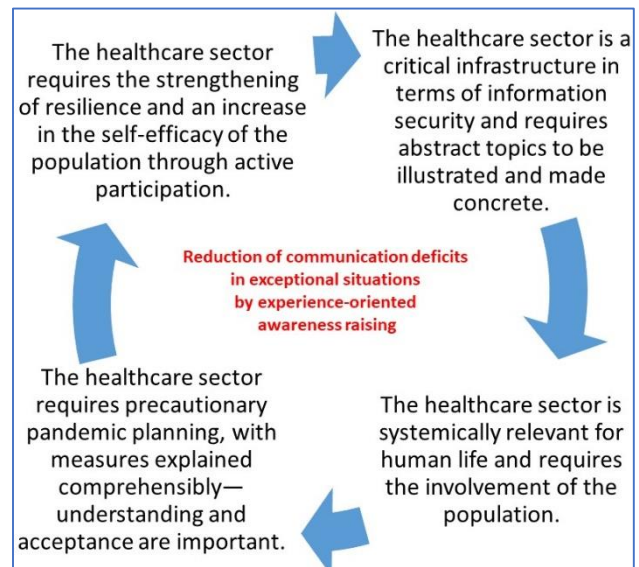 The healthcare sector
requires the strengthening
of resilience and an increase
in the self-efficacy of the
population through active
participation.
The healthcare sector is a
critical infrastructure in
terms of information
security and requires
abstract topics to be
illustrated and made
concrete.
Reduction of communication deficits
in exceptional situations
by experience-oriented
awareness raising
The healthcare sector
requires precautionary
pandemic planning, with
measures explained
comprehensibly—
understanding and
acceptance are important.
The healthcare sector is
systemically relevant for
human life and requires
the involvement of the
population.